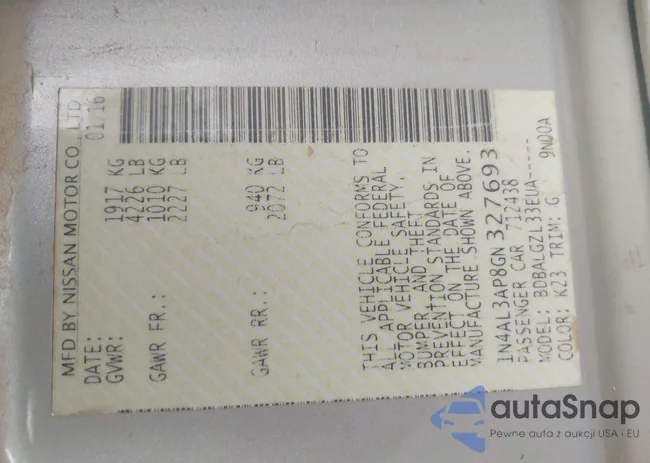 MFD BY NISSAN MOTOR CO., LTD
DATE: 01/16
GVWR: 1917 KG
4226 LB
GAWR FR.: 1010 KG
2227 LB
GAWR RR.: 940 KG
2072 LB
THIS VEHICLE CONFORMS TO
ALL APPLICABLE FEDERAL
MOTOR VEHICLE SAFETY,
BUMPER AND THEFT
PREVENTION STANDARDS IN
EFFECT ON THE DATE OF
MANUFACTURE SHOWN ABOVE.
1N4AL3AP8GN 327693
PASSENGER CAR 712438
MODEL: BDBALGZL33EUA-----
COLOR: K23 TRIM: G 9ND0A
autaSnap
Pewne auta z aukcji USA i EU